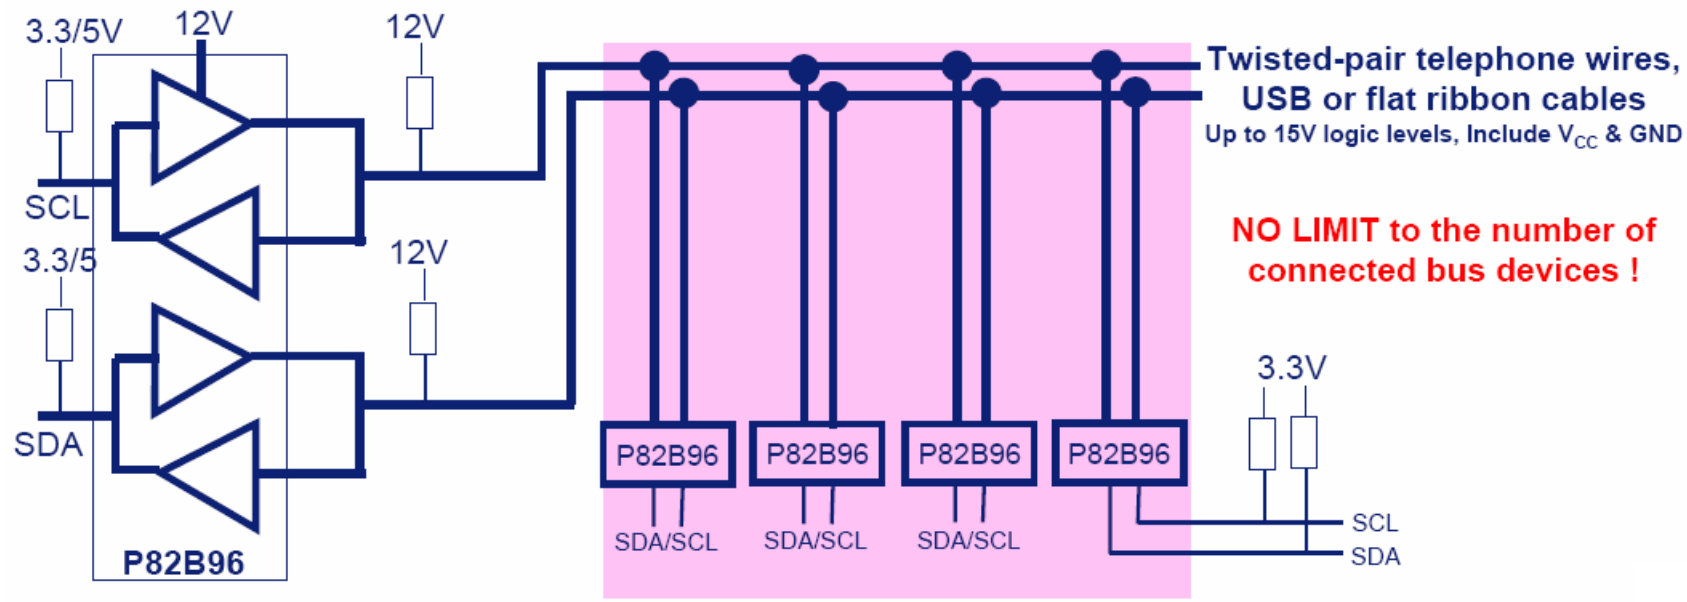 3.3/5V
12V
12V
SCL
3.3/5
12V
SDA
P82B96
Twisted-pair telephone wires,
USB or flat ribbon cables
Up to 15V logic levels, Include VCC & GND
NO LIMIT to the number of
connected bus devices !
P82B96
P82B96
P82B96
P82B96
SDA/SCL
SDA/SCL
SDA/SCL
3.3V
SCL
SDA